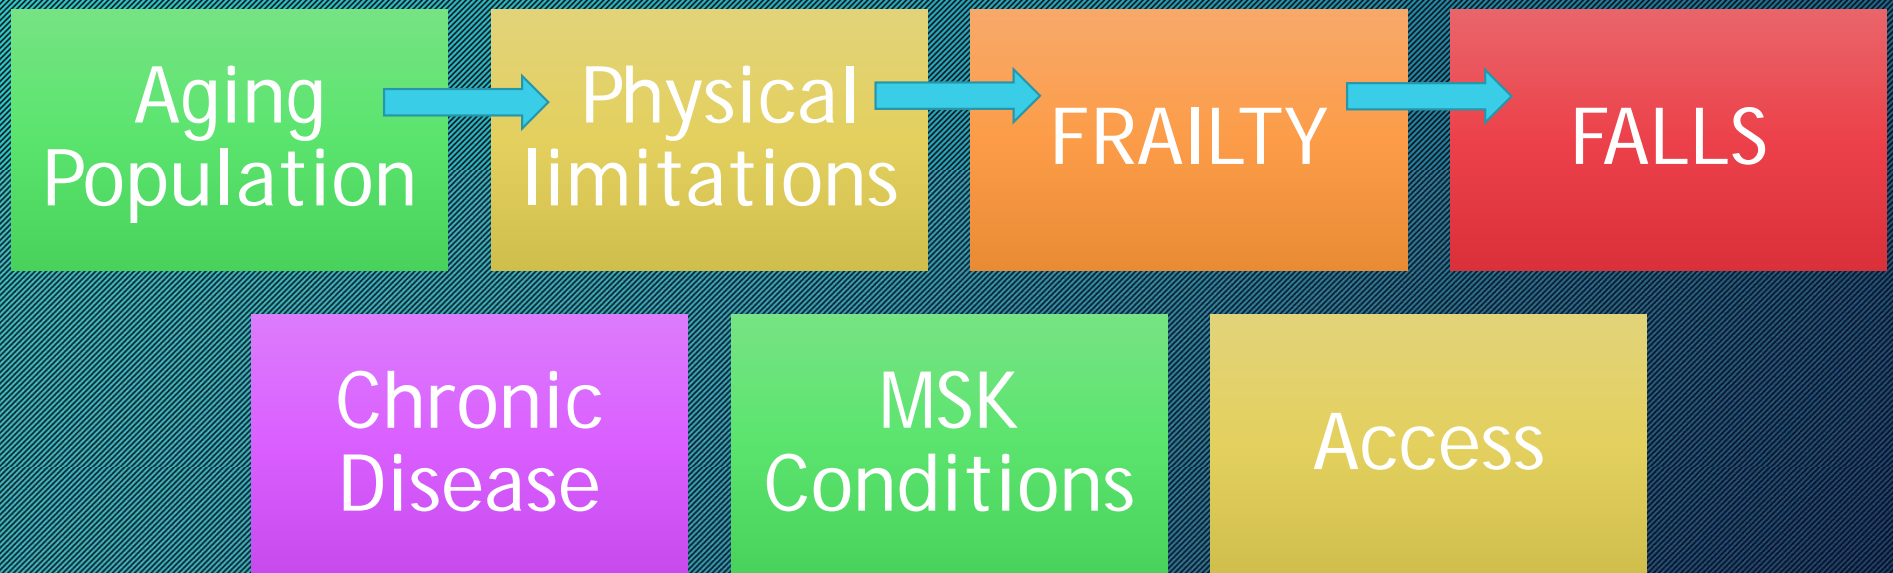 Aging
Population
Physical
limitations
FRAILTY
FALLS
Chronic
Disease
MSK
Conditions
Access